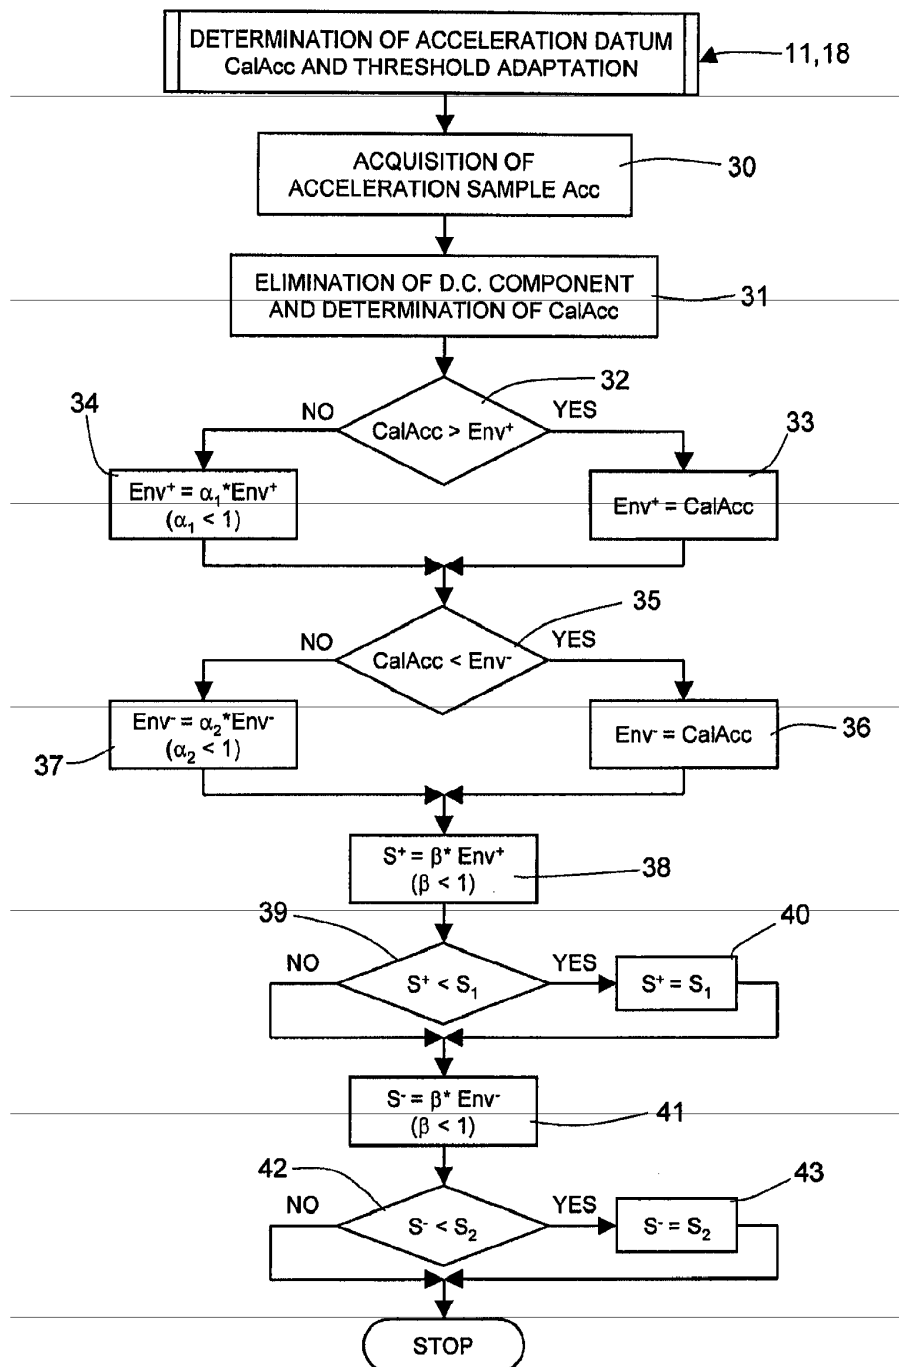 DETERMINATION OF ACCELERATION DATUM
CalAcc AND THRESHOLD ADAPTATION
11,18
ACQUISITION OF
ACCELERATION SAMPLE Acc
30
ELIMINATION OF D.C. COMPONENT
AND DETERMINATION OF CalAcc
31
32
CalAcc > Env⁺
NO
YES
34
Env⁺ = α₁*Env⁺
(α₁ < 1)
33
Env⁺ = CalAcc
35
CalAcc < Env⁻
NO
YES
Env⁻ = α₂*Env⁻
(α₂ < 1)
37
Env⁻ = CalAcc
36
S⁺ = β* Env⁺
(β < 1)
38
39
NO
S⁺ < S₁
YES
S⁺ = S₁
40
S⁻ = β* Env⁻
(β < 1)
41
42
NO
S⁻ < S₂
YES
S⁻ = S₂
43
STOP